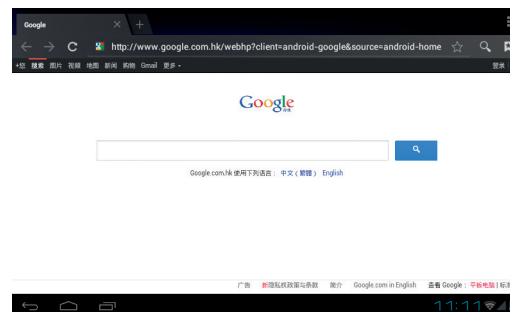 Google
http://www.google.com.hk/webhp?client=android-google&source=android-home
+您 搜索 图片 视频 地图 新闻 购物 Gmail 更多 登录
Google
Google.com.hk 使用下列语言： 中文 ( 繁體 ) English
广告 新隐私权政策与条款 简介 Google.com in English 查看 Google： 平板电脑 |
11:11